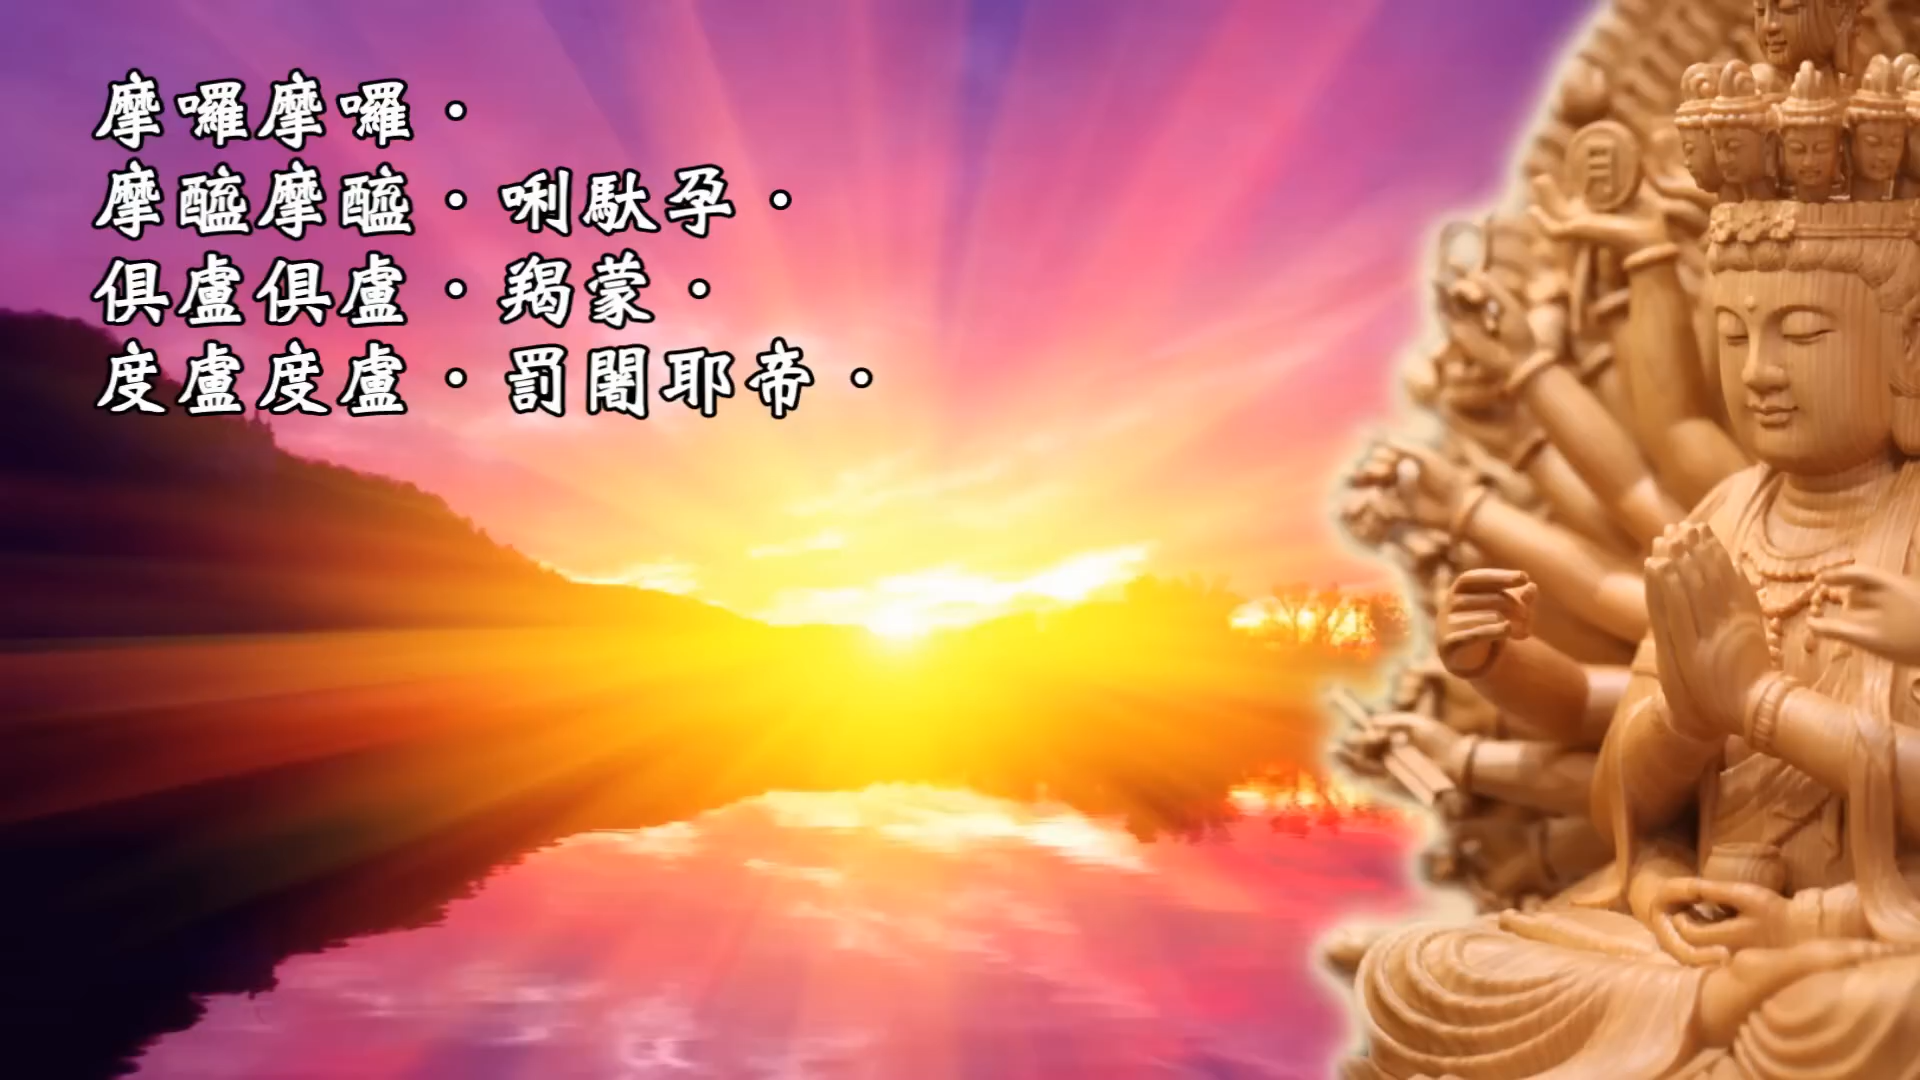 摩囉摩囉．
摩醯摩醯．唎馱孕．
俱盧俱盧．羯蒙．
度盧度盧．罰闍耶帝．
月